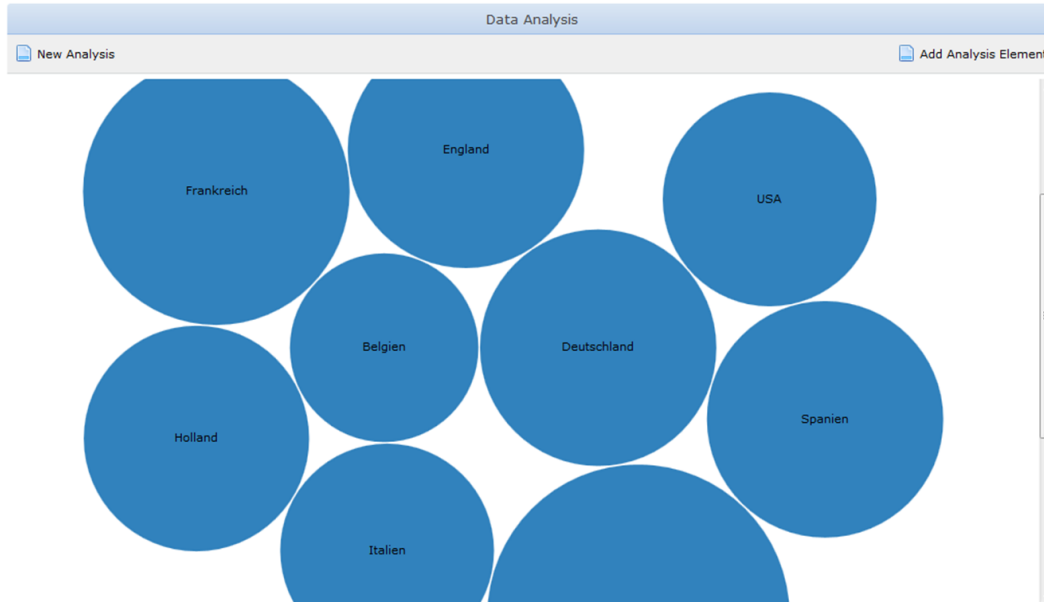 Data Analysis
New Analysis
Add Analysis Element
England
Frankreich
USA
Belgien
Deutschland
Spanien
Holland
Italien